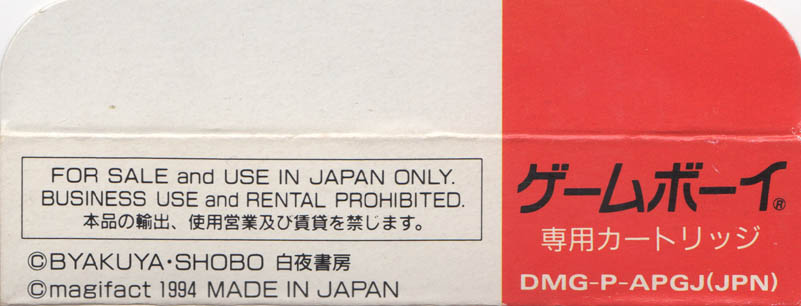 FOR SALE and USE IN JAPAN ONLY.
BUSINESS USE and RENTAL PROHIBITED.
本品の輸出、使用営業及び賃貸を禁じます。
©BYAKUYA・SHOBO 白夜書房
©magifact 1994 MADE IN JAPAN
ゲームボーイ®
専用カートリッジ
DMG-P-APGJ(JPN)